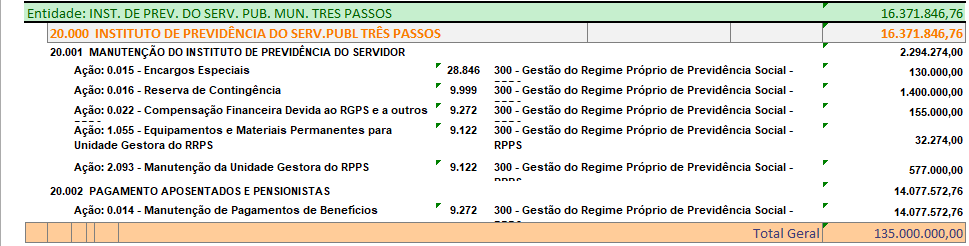 Entidade: INST. DE PREV. DO SERV. PUB. MUN. TRES PASSOS 16.371.846,76
20.000 INSTITUTO DE PREVIDÊNCIA DO SERV.PUBL TRÊS PASSOS 16.371.846,76
20.001 MANUTENÇÃO DO INSTITUTO DE PREVIDÊNCIA DO SERVIDOR 2.294.274,00
Ação: 0.015 - Encargos Especiais 28.846 300 - Gestão do Regime Próprio de Previdência Social - 130.000,00
Ação: 0.016 - Reserva de Contingência 9.999 300 - Gestão do Regime Próprio de Previdência Social - 1.400.000,00
Ação: 0.022 - Compensação Financeira Devida ao RGPS e a outros 9.272 300 - Gestão do Regime Próprio de Previdência Social - 155.000,00
Ação: 1.055 - Equipamentos e Materiais Permanentes para 9.122 300 - Gestão do Regime Próprio de Previdência Social -
Unidade Gestora do RRPS RPPS 32.274,00
Ação: 2.093 - Manutenção da Unidade Gestora do RPPS 9.122 300 - Gestão do Regime Próprio de Previdência Social - 577.000,00
20.002 PAGAMENTO APOSENTADOS E PENSIONISTAS 14.077.572,76
Ação: 0.014 - Manutenção de Pagamentos de Benefícios 9.272 300 - Gestão do Regime Próprio de Previdência Social - 14.077.572,76
Total Geral 135.000.000,00